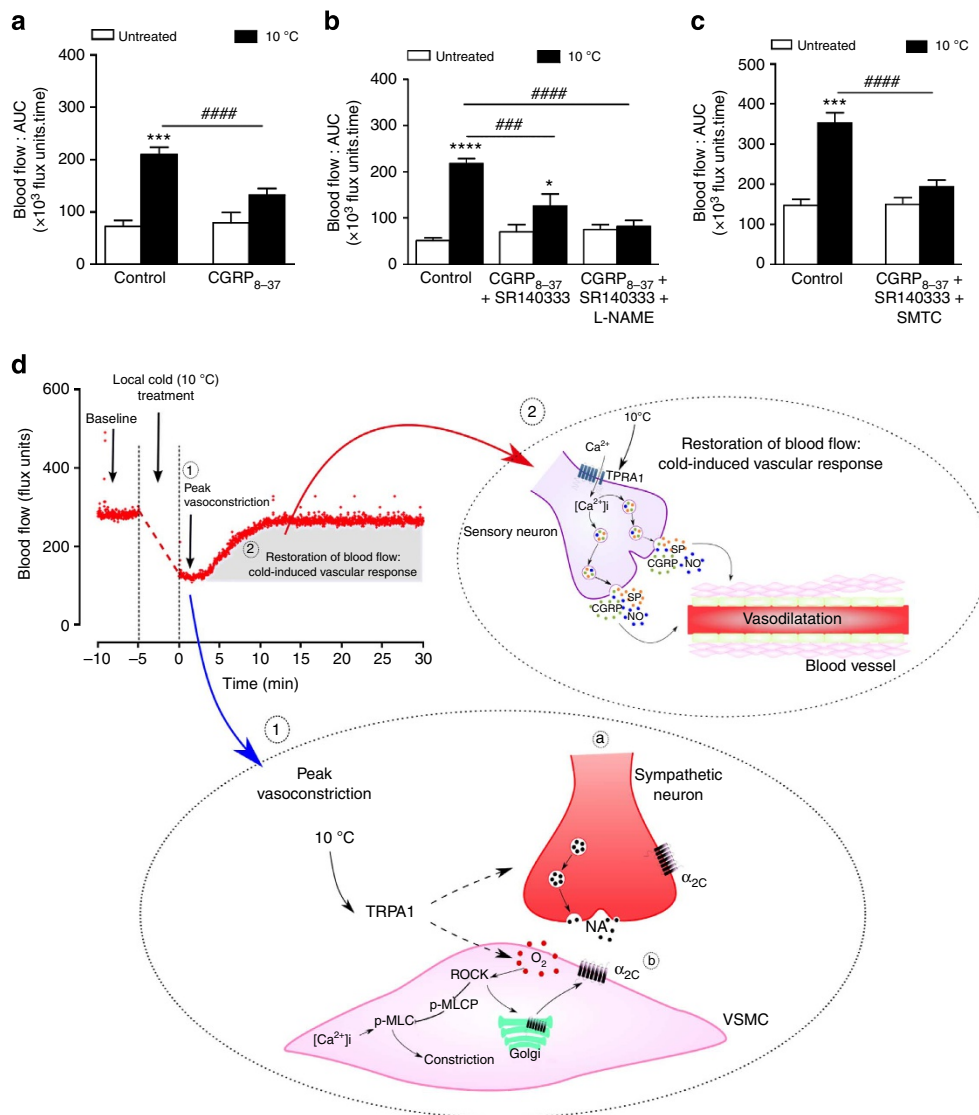 a
Untreated
10 °C
Blood flow : AUC
(×10³ flux units.time)
400
300
200
100
0
***
####
Control
CGRP₈₋₃₇
b
Untreated
10 °C
Blood flow : AUC
(×10³ flux units.time)
400
300
200
100
0
****
###
####
*
Control
CGRP₈₋₃₇
+ SR140333
CGRP₈₋₃₇ +
SR140333 +
L-NAME
c
Untreated
10 °C
Blood flow : AUC
(×10³ flux units.time)
500
400
300
200
100
0
***
####
Control
CGRP₈₋₃₇ +
SR140333 +
SMTC
d
Blood flow (flux units)
600
400
200
0
Local cold (10 °C)
treatment
Baseline
1
Peak
vasoconstriction
2
Restoration of blood flow:
cold-induced vascular response
–10
–5
0
5
10
15
20
25
30
Time (min)
2
10°C
Ca²⁺
TPRA1
Restoration of blood flow:
cold-induced vascular response
[Ca²⁺]i
Sensory neuron
SP
CGRP
NO
SP
CGRP
NO
Vasodilatation
Blood vessel
1
Peak
vasoconstriction
10 °C
TRPA1
a
Sympathetic
neuron
α₂C
NA
O₂
b
α₂C
ROCK
p-MLCP
p-MLC
[Ca²⁺]i
Constriction
Golgi
VSMC